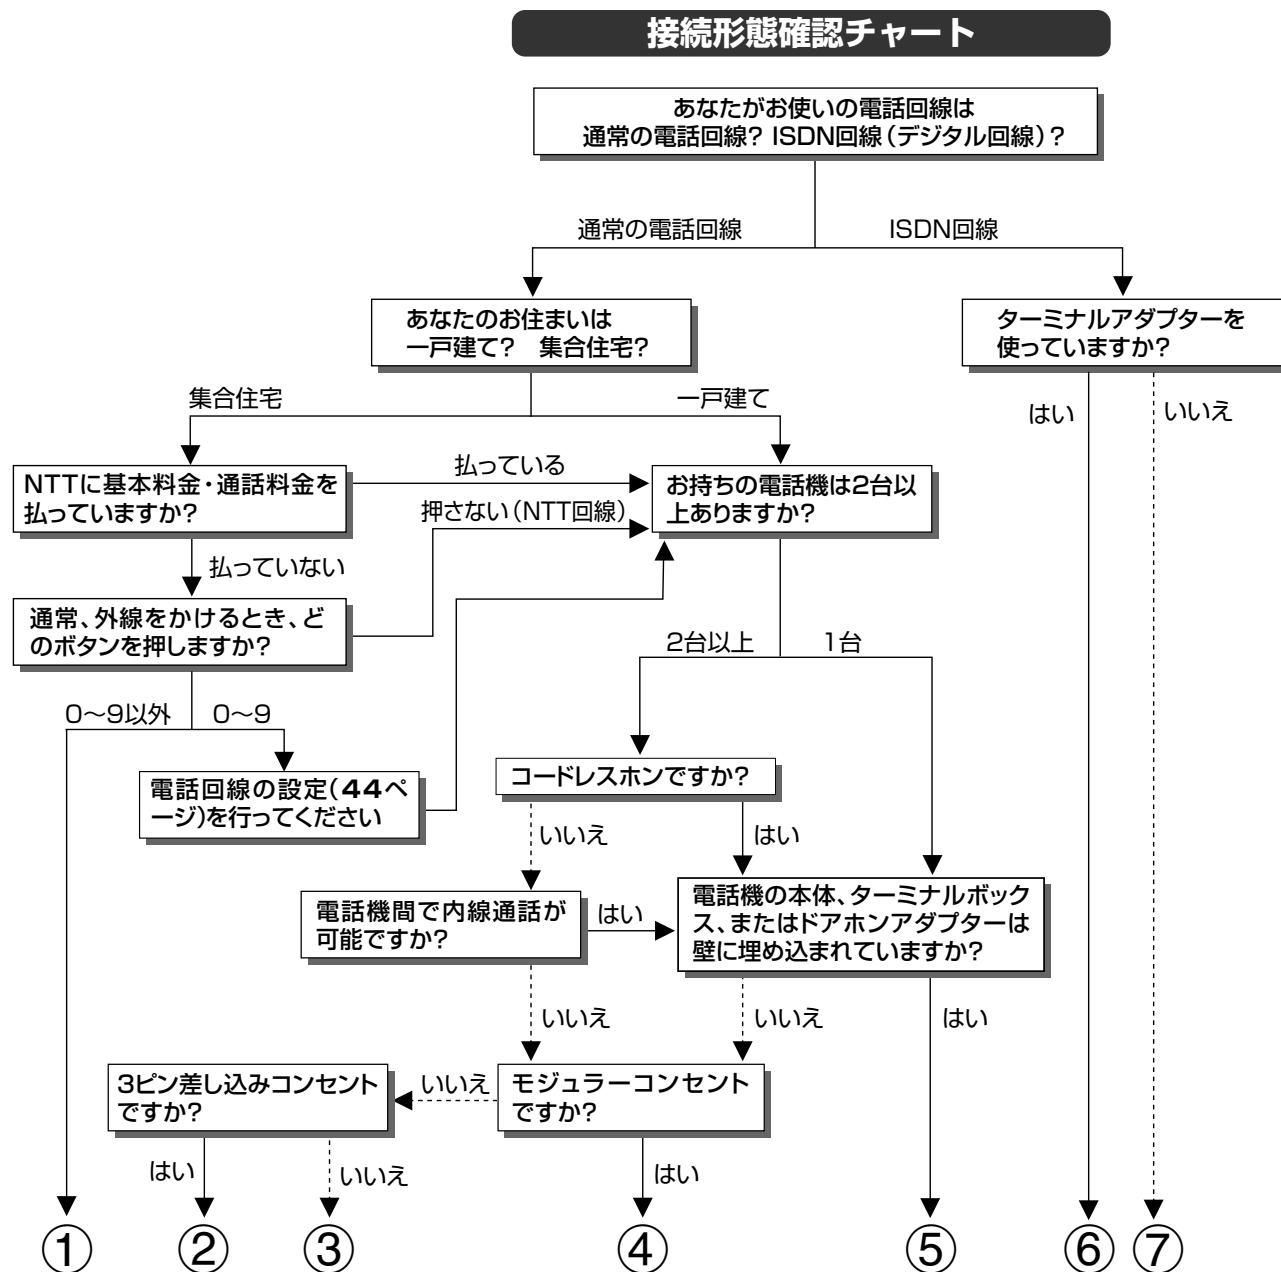 接続形態確認チャート
あなたがお使いの電話回線は
通常の電話回線? ISDN回線(デジタル回線)?
通常の電話回線
ISDN回線
あなたのお住まいは
一戸建て? 集合住宅?
ターミナルアダプターを
使っていますか?
集合住宅
一戸建て
はい
いいえ
NTTに基本料金・通話料金を
払っていますか?
払っている
お持ちの電話機は2台以
上ありますか?
押さない(NTT回線)
払っていない
通常、外線をかけるとき、ど
のボタンを押しますか?
2台以上
1台
0〜9以外
0〜9
電話回線の設定(44ペ
ージ)を行ってください
コードレスホンですか?
いいえ
はい
電話機間で内線通話が
可能ですか?
はい
電話機の本体、ターミナルボック
ス、またはドアホンアダプターは
壁に埋め込まれていますか?
いいえ
いいえ
はい
3ピン差し込みコンセント
ですか?
いいえ
モジュラーコンセント
ですか?
はい
いいえ
はい
① ② ③ ④ ⑤ ⑥ ⑦